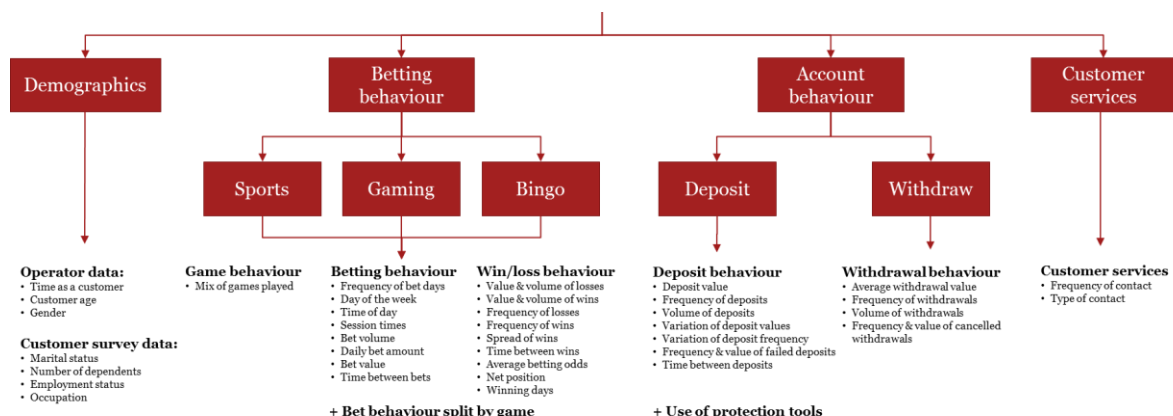 Demographics
Betting
behaviour
Account
behaviour
Customer
services
Sports
Gaming
Bingo
Deposit
Withdraw
Operator data:
• Time as a customer
• Customer age
• Gender
Customer survey data:
• Marital status
• Number of dependents
• Employment status
• Occupation
Game behaviour
• Mix of games played
Betting behaviour
• Frequency of bet days
• Day of the week
• Time of day
• Session times
• Bet volume
• Daily bet amount
• Bet value
• Time between bets
Win/loss behaviour
• Value & volume of losses
• Value & volume of wins
• Frequency of losses
• Frequency of wins
• Spread of wins
• Time between wins
• Average betting odds
• Net position
• Winning days
+ Bet behaviour split by game
Deposit behaviour
• Deposit value
• Frequency of deposits
• Volume of deposits
• Variation of deposit values
• Variation of deposit frequency
• Frequency & value of failed deposits
• Time between deposits
+ Use of protection tools
Withdrawal behaviour
• Average withdrawal value
• Frequency of withdrawals
• Volume of withdrawals
• Frequency & value of cancelled
withdrawals
Customer services
• Frequency of contact
• Type of contact